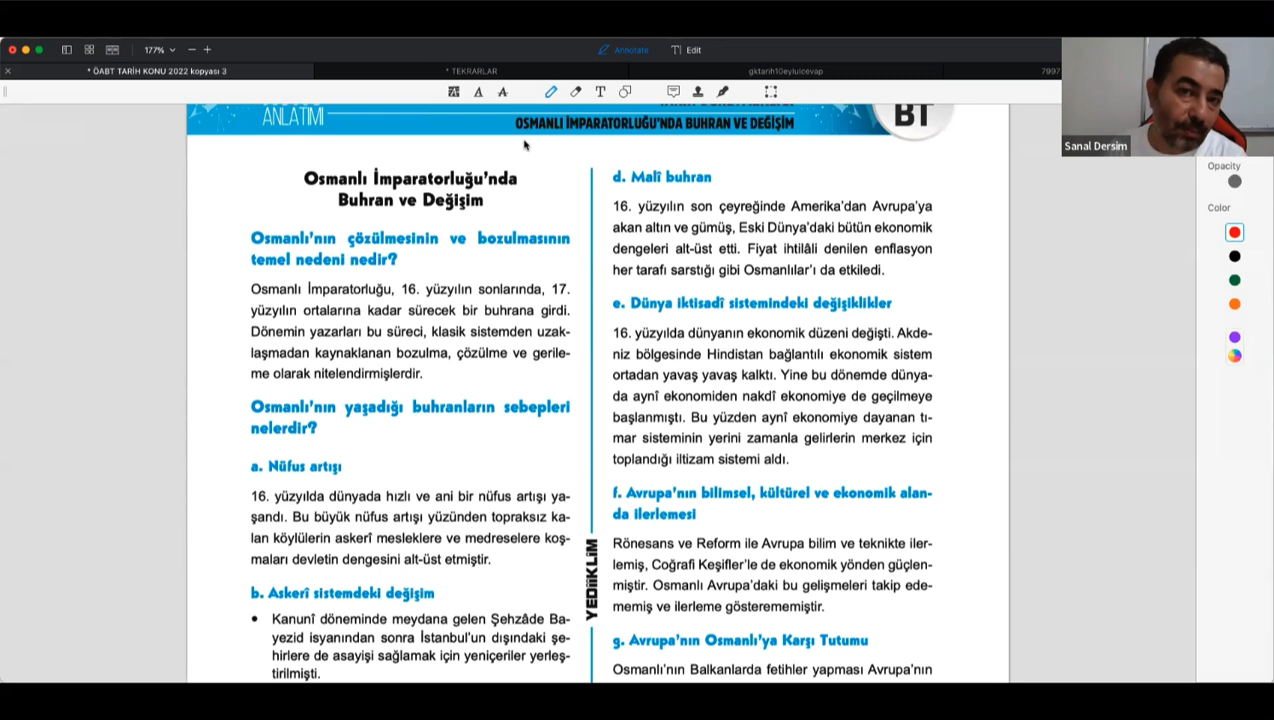 177%
Annotate
Edit
* ÖABT TARİH KONU 2022 kopyası 3
* TEKRARLAR
gktarih10eylulcevap
7997
Sanal Dersim
Opacity
Color
ANLATIMI
OSMANLI İMPARATORLUĞU'NDA BUHRAN VE DEĞİŞİM
BT
Osmanlı İmparatorluğu'nda
Buhran ve Değişim
Osmanlı'nın çözülmesinin ve bozulmasının
temel nedeni nedir?
Osmanlı İmparatorluğu, 16. yüzyılın sonlarında, 17.
yüzyılın ortalarına kadar sürecek bir buhrana girdi.
Dönemin yazarları bu süreci, klasik sistemden uzak-
laşmadan kaynaklanan bozulma, çözülme ve gerile-
me olarak nitelendirmişlerdir.
Osmanlı'nın yaşadığı buhranların sebepleri
nelerdir?
a. Nüfus artışı
16. yüzyılda dünyada hızlı ve ani bir nüfus artışı ya-
şandı. Bu büyük nüfus artışı yüzünden topraksız ka-
lan köylülerin askerî mesleklere ve medreselere koş-
maları devletin dengesini alt-üst etmiştir.
b. Askerî sistemdeki değişim
• Kanunî döneminde meydana gelen Şehzâde Ba-
yezid isyanından sonra İstanbul'un dışındaki şe-
hirlere de asayişi sağlamak için yeniçeriler yerleş-
tirilmişti.
YEDİİKLİM
d. Malî buhran
16. yüzyılın son çeyreğinde Amerika'dan Avrupa'ya
akan altın ve gümüş, Eski Dünya'daki bütün ekonomik
dengeleri alt-üst etti. Fiyat ihtilâli denilen enflasyon
her tarafı sarstığı gibi Osmanlılar'ı da etkiledi.
e. Dünya iktisadî sistemindeki değişiklikler
16. yüzyılda dünyanın ekonomik düzeni değişti. Akde-
niz bölgesinde Hindistan bağlantılı ekonomik sistem
ortadan yavaş yavaş kalktı. Yine bu dönemde dünya-
da aynî ekonomiden nakdî ekonomiye de geçilmeye
başlanmıştı. Bu yüzden aynî ekonomiye dayanan tı-
mar sisteminin yerini zamanla gelirlerin merkez için
toplandığı iltizam sistemi aldı.
f. Avrupa'nın bilimsel, kültürel ve ekonomik alan-
da ilerlemesi
Rönesans ve Reform ile Avrupa bilim ve teknikte iler-
lemiş, Coğrafi Keşifler'le de ekonomik yönden güçlen-
miştir. Osmanlı Avrupa'daki bu gelişmeleri takip ede-
memiş ve ilerleme gösterememiştir.
g. Avrupa'nın Osmanlı'ya Karşı Tutumu
Osmanlı'nın Balkanlarda fetihler yapması Avrupa'nın